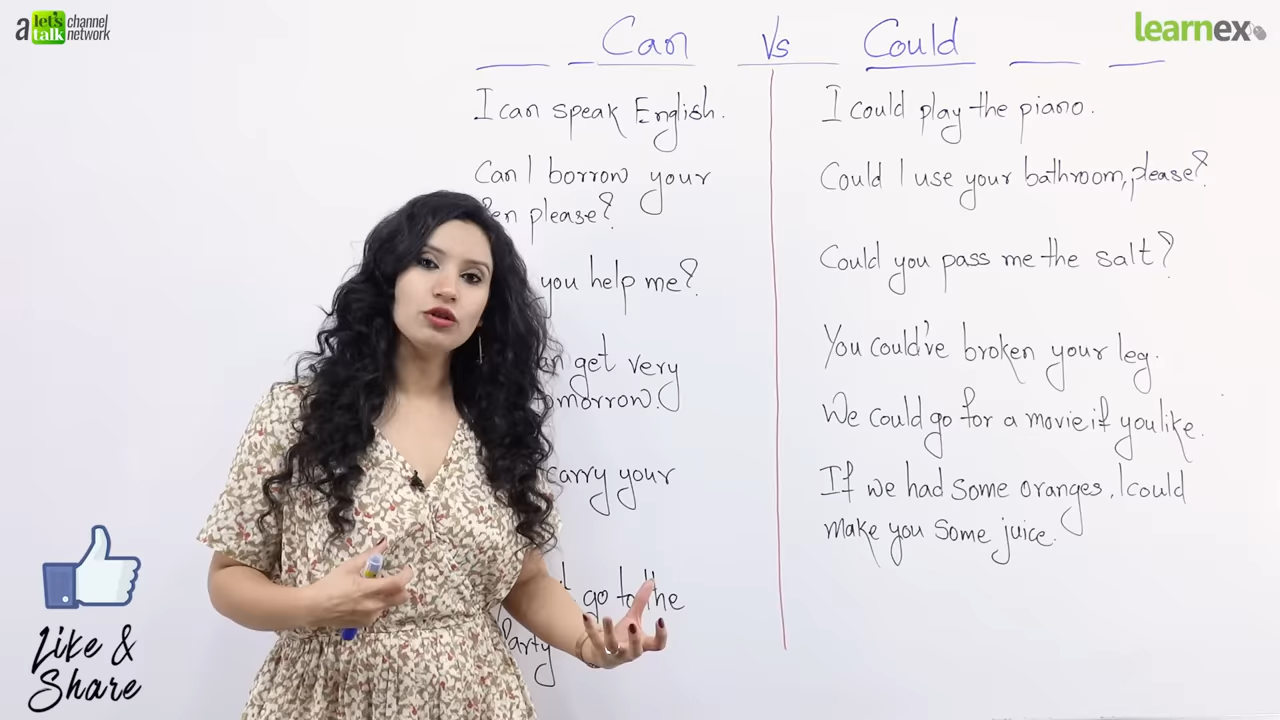 a let's talk channel network
learnex
Can Vs Could
I can speak English.
Can I borrow your
please?
you help me?
get very
tomorrow.
carry your
go to the
Party
I could play the piano.
Could I use your bathroom, please?
Could you pass me the salt?
You could've broken your leg.
We could go for a movie if you like.
If we had some oranges, I could
make you some juice.
Like &
Share